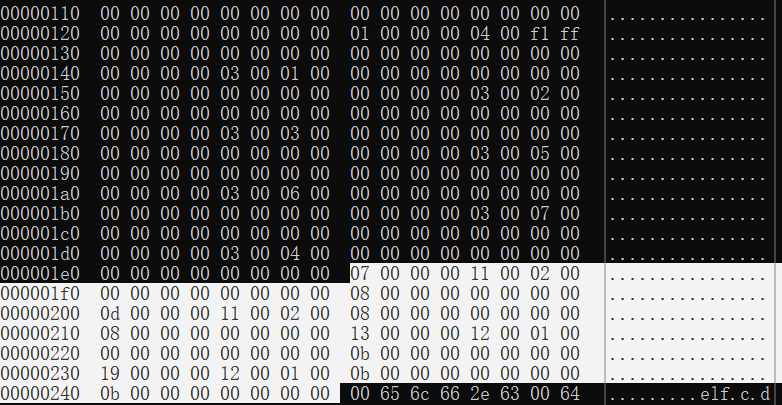 00000110 00 00 00 00 00 00 00 00 00 00 00 00 00 00 00 00 ................
00000120 00 00 00 00 00 00 00 00 01 00 00 00 04 00 f1 ff ................
00000130 00 00 00 00 00 00 00 00 00 00 00 00 00 00 00 00 ................
00000140 00 00 00 00 03 00 01 00 00 00 00 00 00 00 00 00 ................
00000150 00 00 00 00 00 00 00 00 00 00 00 00 03 00 02 00 ................
00000160 00 00 00 00 00 00 00 00 00 00 00 00 00 00 00 00 ................
00000170 00 00 00 00 03 00 03 00 00 00 00 00 00 00 00 00 ................
00000180 00 00 00 00 00 00 00 00 00 00 00 00 03 00 05 00 ................
00000190 00 00 00 00 00 00 00 00 00 00 00 00 00 00 00 00 ................
000001a0 00 00 00 00 03 00 06 00 00 00 00 00 00 00 00 00 ................
000001b0 00 00 00 00 00 00 00 00 00 00 00 00 03 00 07 00 ................
000001c0 00 00 00 00 00 00 00 00 00 00 00 00 00 00 00 00 ................
000001d0 00 00 00 00 03 00 04 00 00 00 00 00 00 00 00 00 ................
000001e0 00 00 00 00 00 00 00 00 07 00 00 00 11 00 02 00 ................
000001f0 00 00 00 00 00 00 00 00 08 00 00 00 00 00 00 00 ................
00000200 0d 00 00 00 11 00 02 00 08 00 00 00 00 00 00 00 ................
00000210 08 00 00 00 00 00 00 00 13 00 00 00 12 00 01 00 ................
00000220 00 00 00 00 00 00 00 00 0b 00 00 00 00 00 00 00 ................
00000230 19 00 00 00 12 00 01 00 0b 00 00 00 00 00 00 00 ................
00000240 0b 00 00 00 00 00 00 00 00 65 6c 66 2e 63 00 64 .........elf.c.d